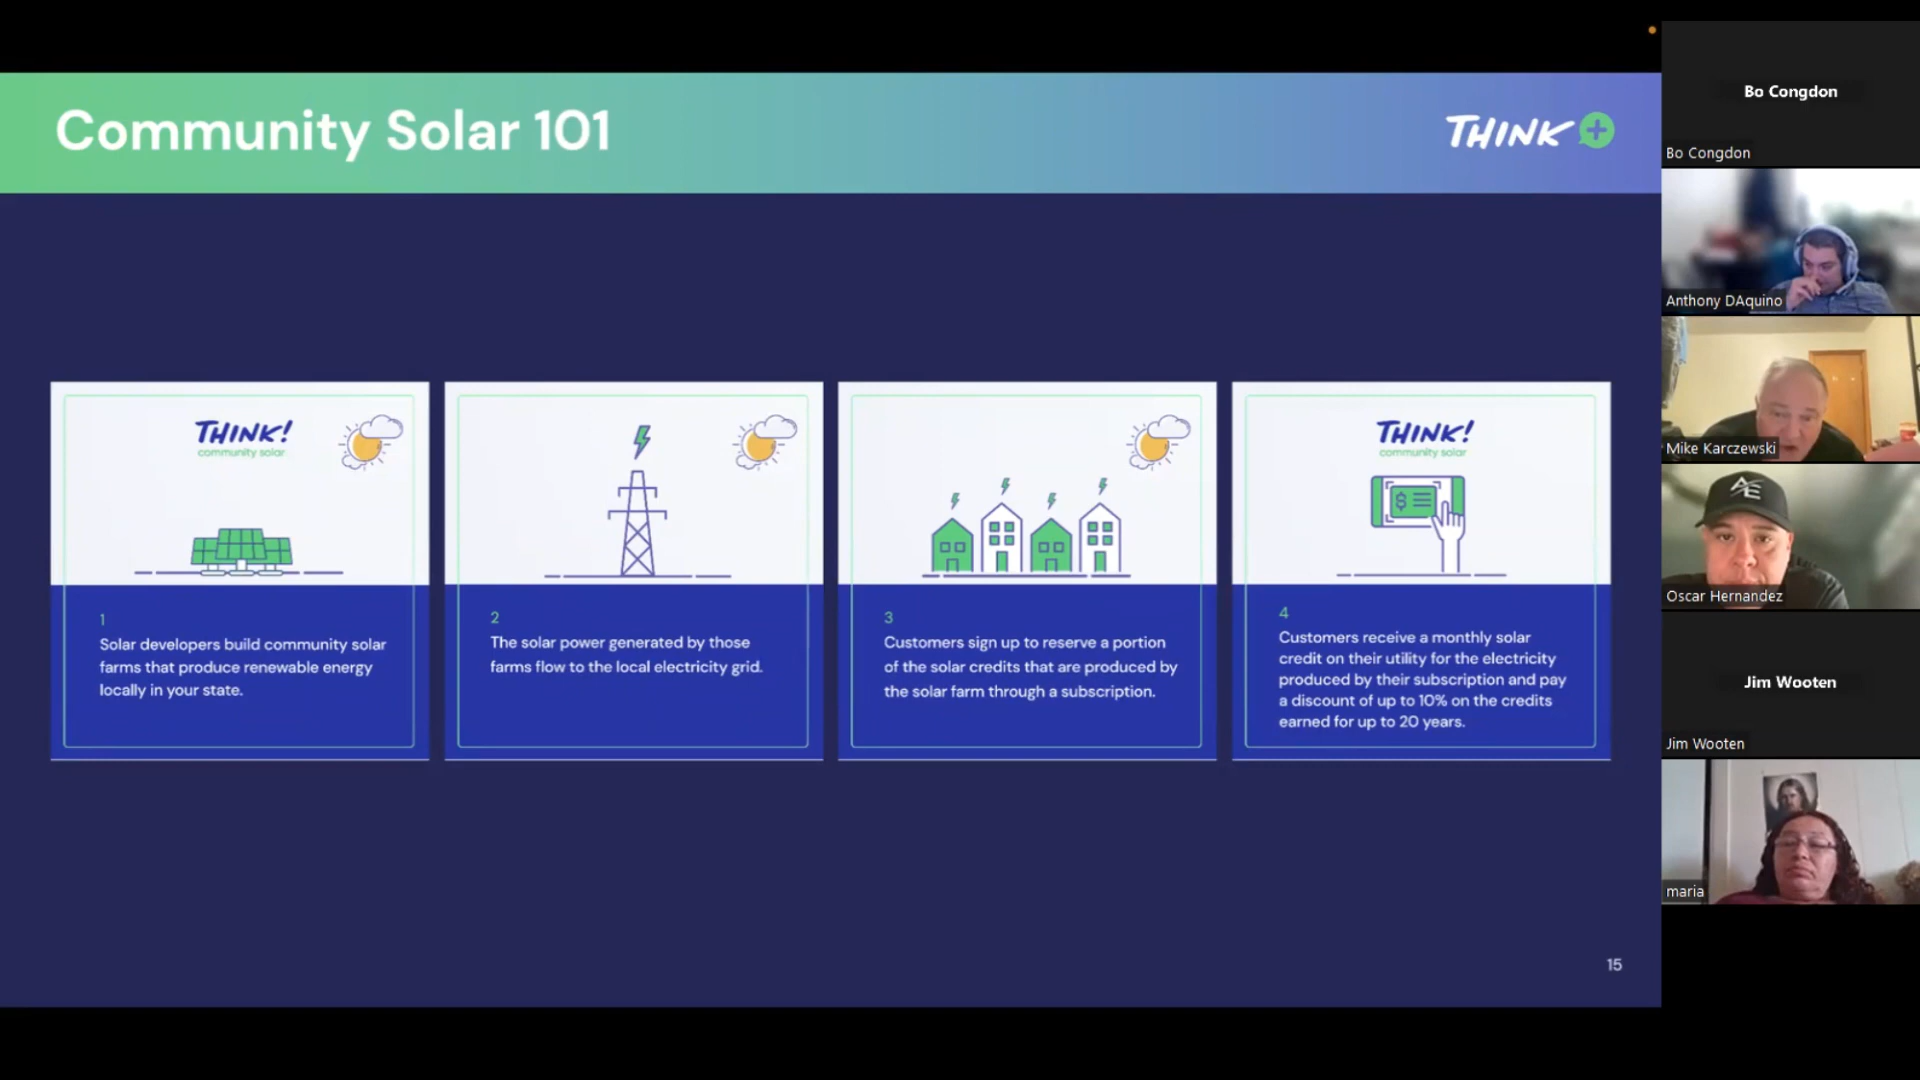 Community Solar 101
THINK+
THINK!
community solar
1
Solar developers build community solar
farms that produce renewable energy
locally in your state.
2
The solar power generated by those
farms flow to the local electricity grid.
3
Customers sign up to reserve a portion
of the solar credits that are produced by
the solar farm through a subscription.
THINK!
community solar
$
4
Customers receive a monthly solar
credit on their utility for the electricity
produced by their subscription and pay
a discount of up to 10% on the credits
earned for up to 20 years.
15
Bo Congdon
Bo Congdon
Anthony DAquino
Mike Karczewski
AE
Oscar Hernandez
Jim Wooten
Jim Wooten
maria